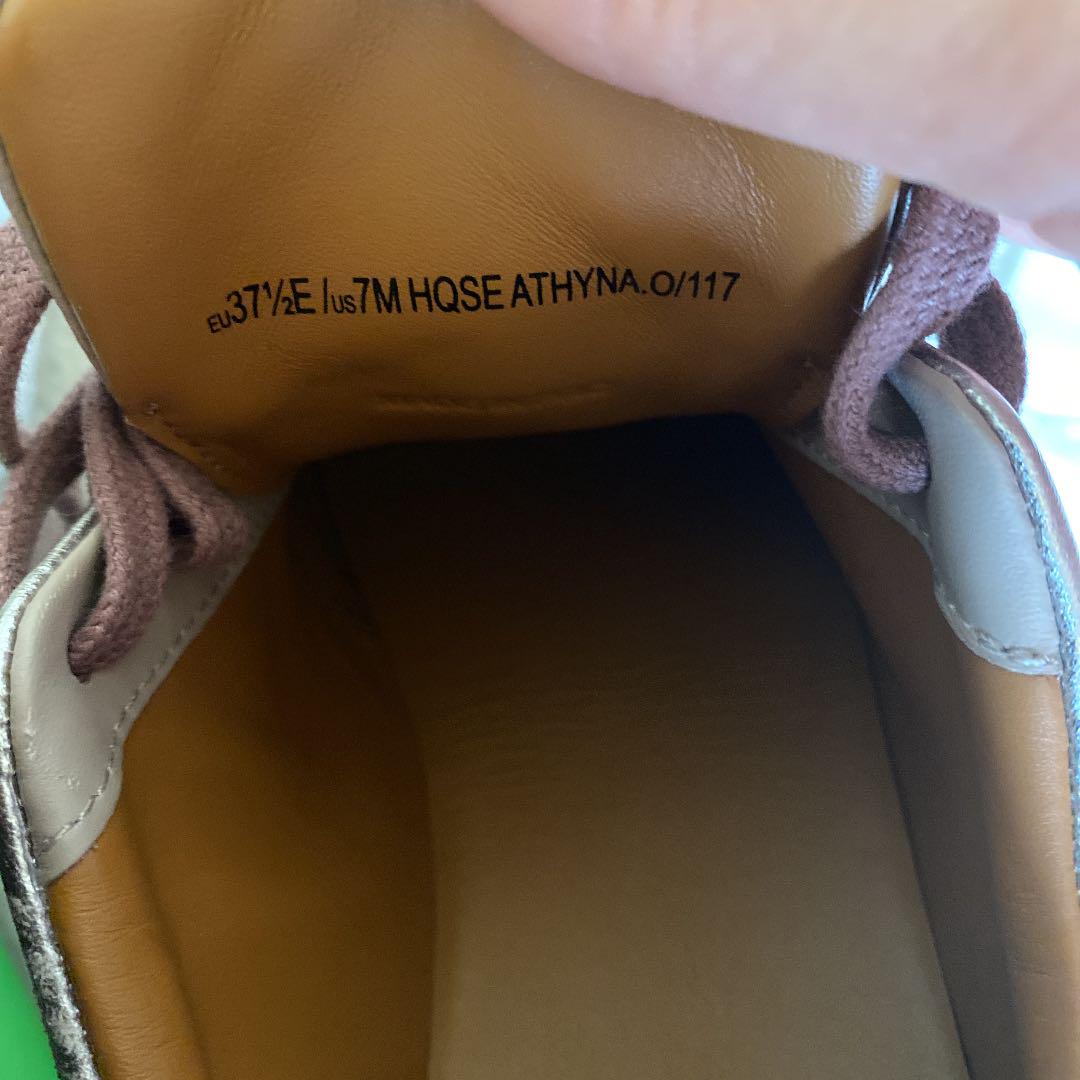 EU37½E/US7M HQSE ATHYNA.O/117